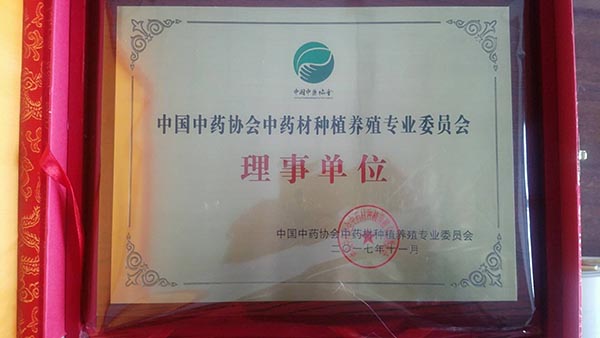 中国中药协会
中国中药协会中药材种植养殖专业委员会
理事单位
中国中药协会中药材种植养殖专业委员会
二〇一七年十一月